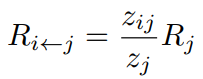 $R_{i \leftarrow j} = \frac{z_{ij}}{z_j} R_j$